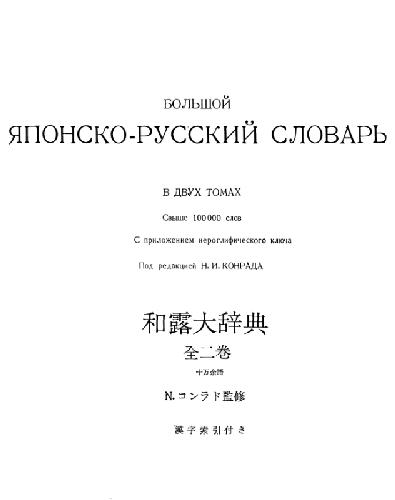 БОЛЬШОЙ
ЯПОНСКО-РУССКИЙ СЛОВАРЬ
В ДВУХ ТОМАХ
Свыше 100 000 слов
С приложением иероглифического ключа
Под редакцией Н. И. КОНРАДА
和露大辞典
全二巻
十万余語
N. コンラド監修
漢字索引付き